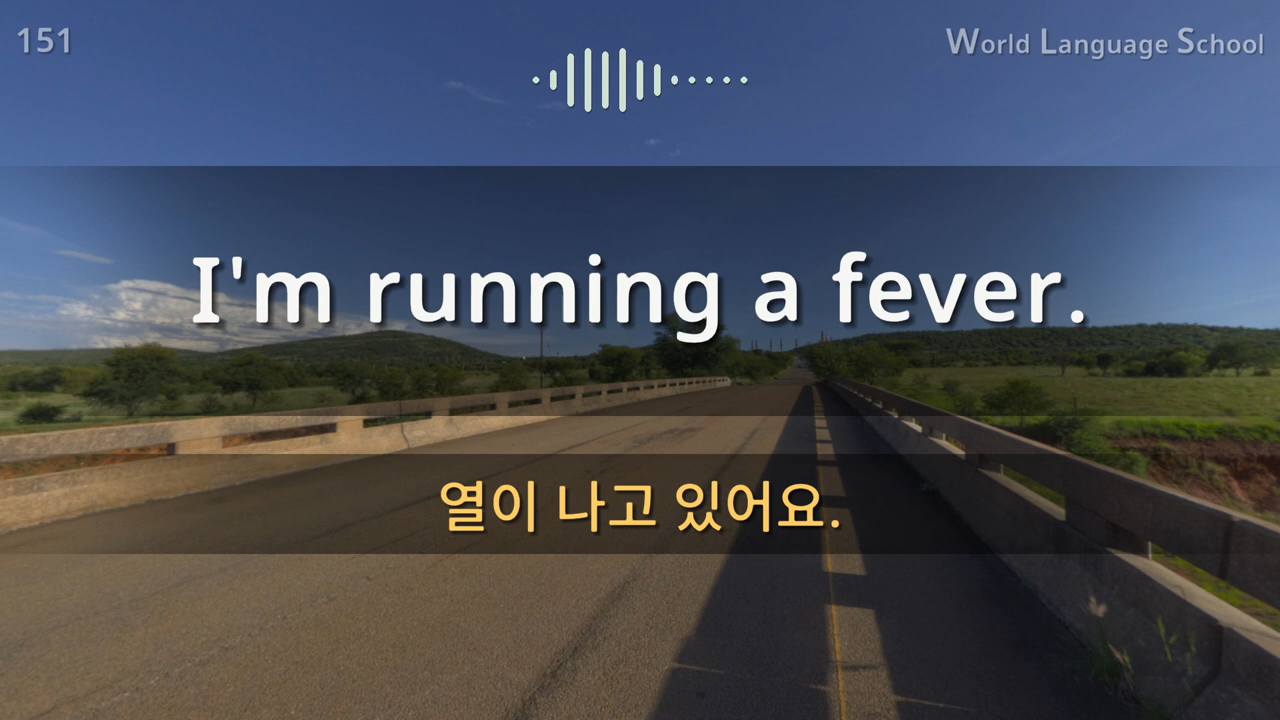 151
World Language School
I'm running a fever.
열이 나고 있어요.